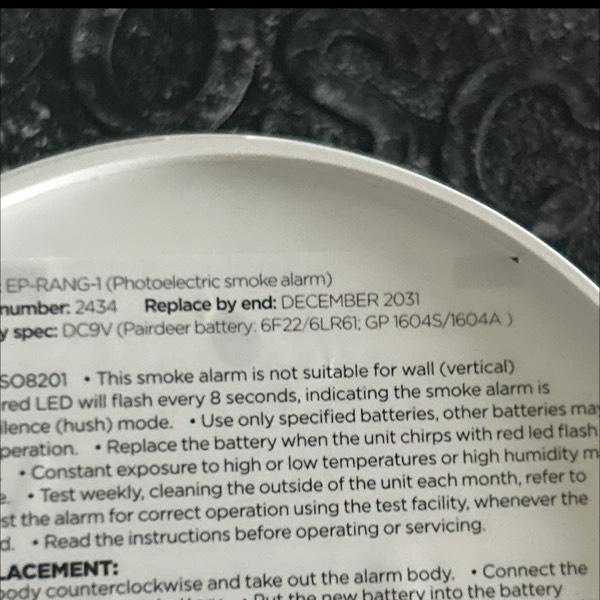 EP-RANG-1 (Photoelectric smoke alarm)
number: 2434 Replace by end: DECEMBER 2031
y spec: DC9V (Pairdeer battery: 6F22/6LR61; GP 1604S/1604A )
SO8201 • This smoke alarm is not suitable for wall (vertical)
red LED will flash every 8 seconds, indicating the smoke alarm is
ilence (hush) mode. • Use only specified batteries, other batteries may
peration. • Replace the battery when the unit chirps with red led flash
• Constant exposure to high or low temperatures or high humidity m
e. • Test weekly, cleaning the outside of the unit each month, refer to
st the alarm for correct operation using the test facility, whenever the
d. • Read the instructions before operating or servicing.
LACEMENT:
body counterclockwise and take out the alarm body. • Connect the
Put the new battery into the battery